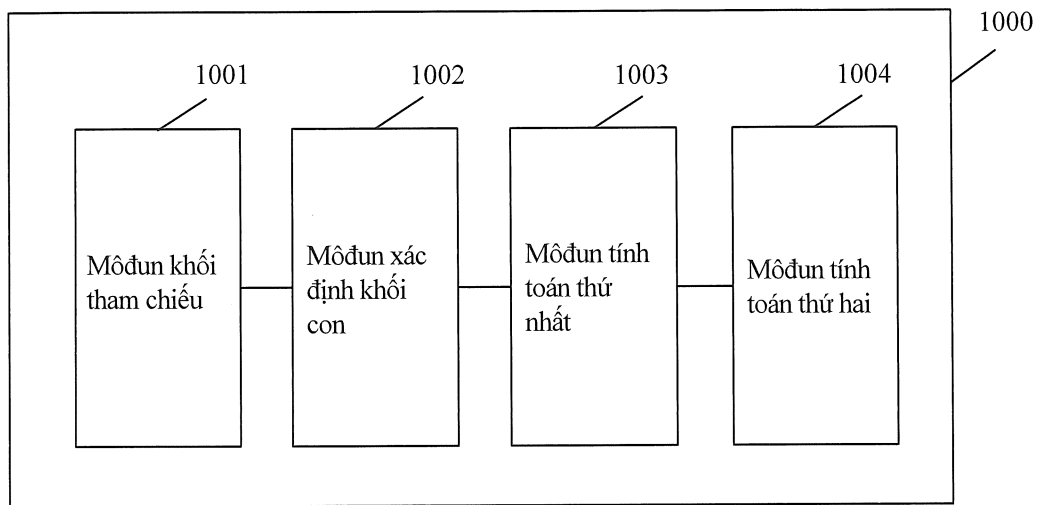 1000
1001
1002
1003
1004
Môđun khối
tham chiếu
Môđun xác
định khối
con
Môđun tính
toán thứ
nhất
Môđun tính
toán thứ hai